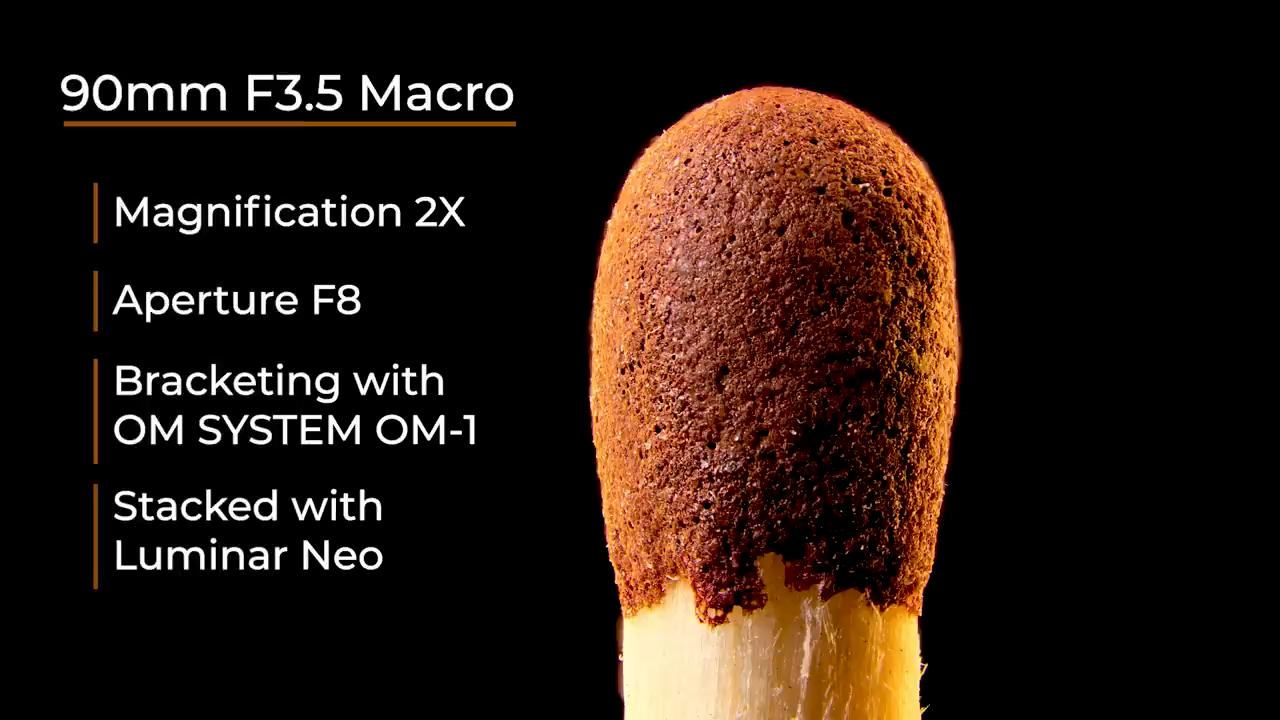 90mm F3.5 Macro
Magnification 2X
Aperture F8
Bracketing with
OM SYSTEM OM-1
Stacked with
Luminar Neo